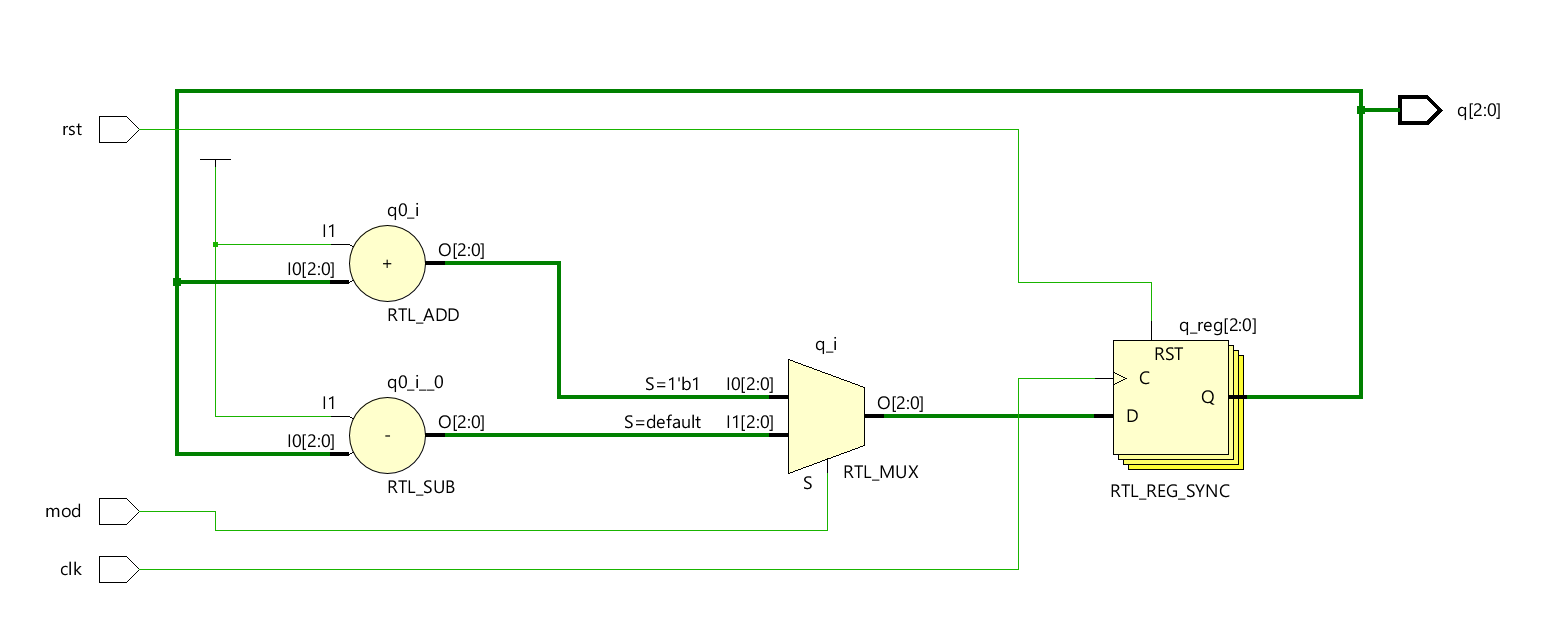 q[2:0]
rst
q0_i
I1
O[2:0]
I0[2:0]
+
RTL_ADD
q_reg[2:0]
q_i
RST
q0_i__0
S=1'b1 I0[2:0]
C
I1
O[2:0]
Q
O[2:0]
S=default I1[2:0]
D
I0[2:0]
-
RTL_MUX
S
RTL_SUB
RTL_REG_SYNC
mod
clk